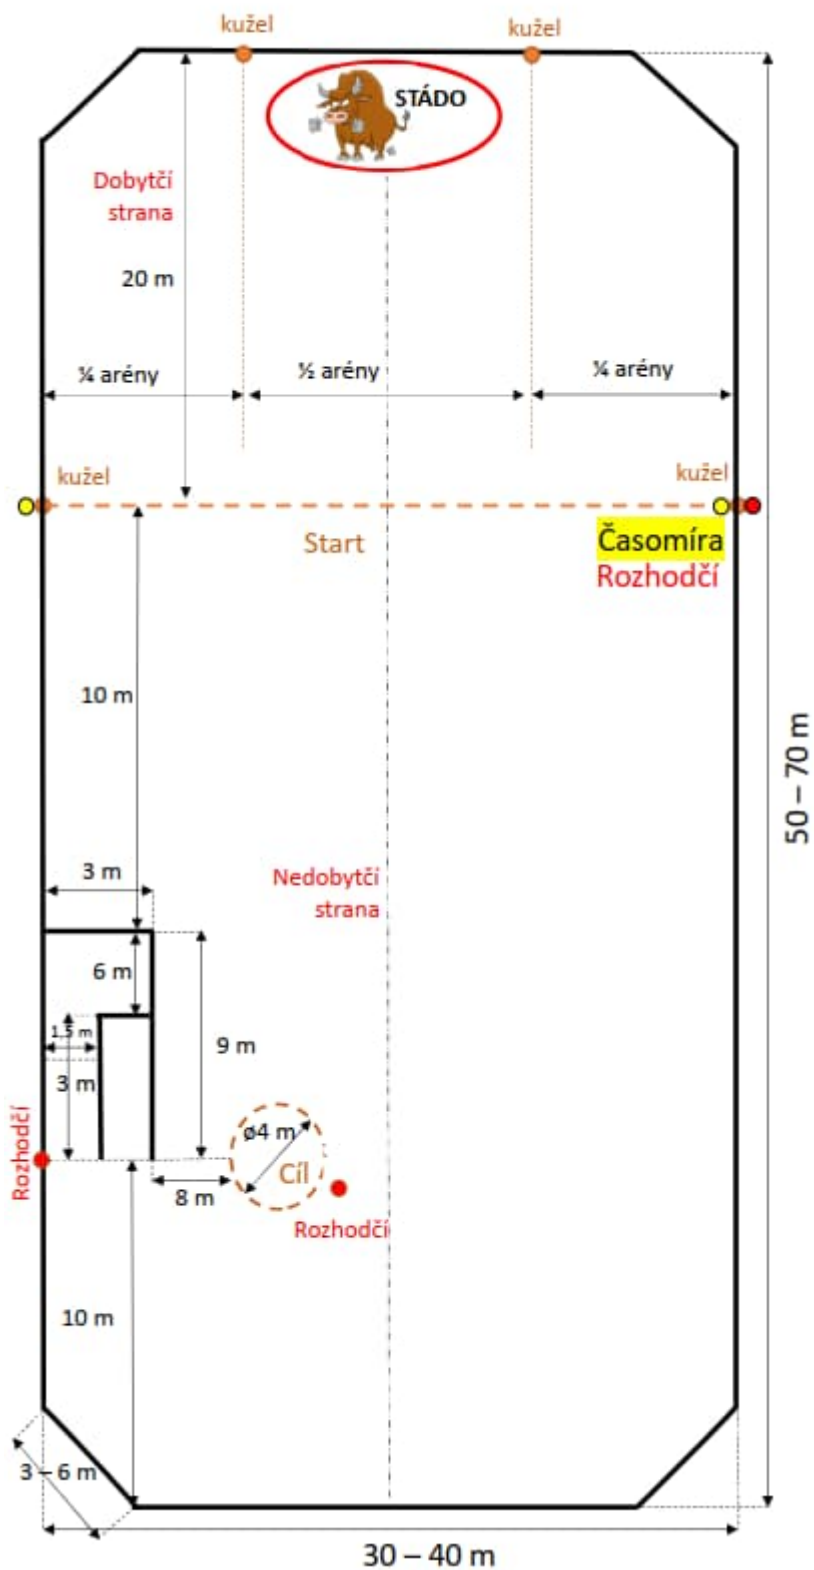 kužel
kužel
STÁDO
Dobytčí
strana
20 m
¼ arény
½ arény
¼ arény
kužel
kužel
Start
Časomíra
Rozhodčí
10 m
50 – 70 m
3 m
Nedobytčí
strana
6 m
1,5 m
9 m
3 m
Rozhodčí
ø4 m
Cíl
8 m
Rozhodčí
10 m
3 – 6 m
30 – 40 m